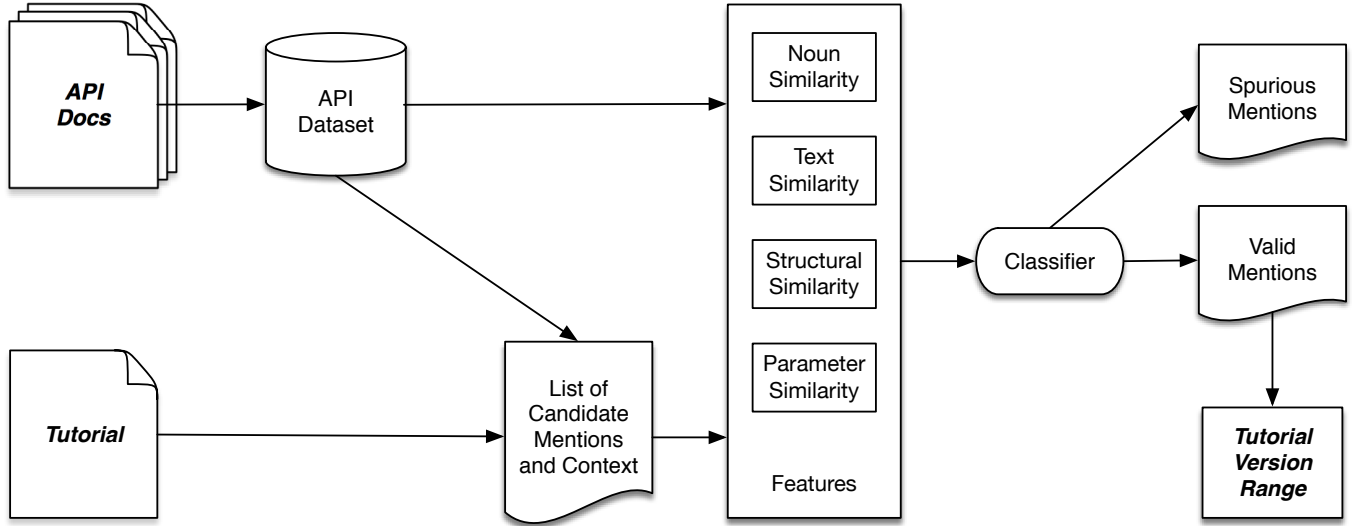 API
Docs
API
Dataset
Tutorial
List of
Candidate
Mentions
and Context
Noun
Similarity
Text
Similarity
Structural
Similarity
Parameter
Similarity
Features
Classifier
Spurious
Mentions
Valid
Mentions
Tutorial
Version
Range